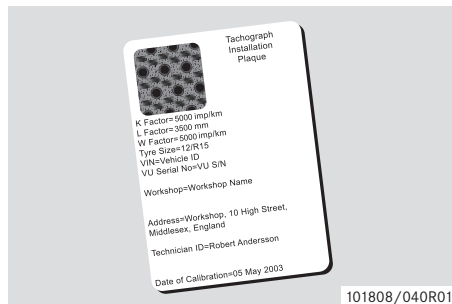 Tachograph
Installation
Plaque
K Factor=5000 imp/km
L Factor=3500 mm
W Factor=5000 imp/km
Tyre Size=12/R15
VIN=Vehicle ID
VU Serial No=VU S/N
Workshop=Workshop Name
Address=Workshop, 10 High Street,
Middlesex, England
Technician ID=Robert Andersson
Date of Calibration=05 May 2003
101808/040R01